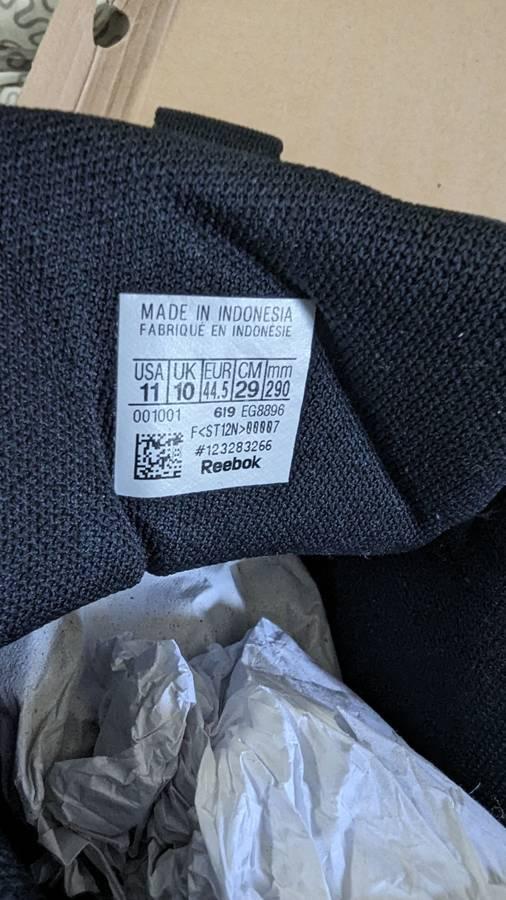 MADE IN INDONESIA
FABRIQUÉ EN INDONÉSIE
USA UK EUR CM mm
11 10 44.5 29 290
001001 619 EG8896
F<ST12N>00007
#123283266
Reebok